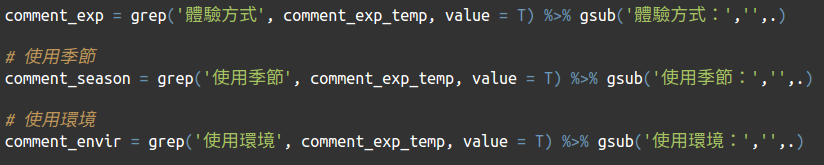 comment_exp = grep('體驗方式', comment_exp_temp, value = T) %>% gsub('體驗方式：','',.)
# 使用季節
comment_season = grep('使用季節', comment_exp_temp, value = T) %>% gsub('使用季節：','',.)
# 使用環境
comment_envir = grep('使用環境', comment_exp_temp, value = T) %>% gsub('使用環境：','',.)